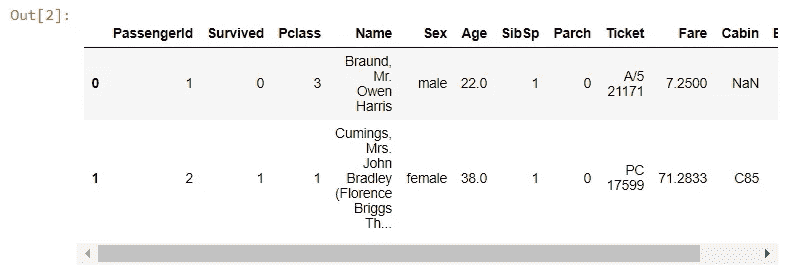 Out[2]:
PassengerId Survived Pclass Name Sex Age SibSp Parch Ticket Fare Cabin E
0 1 0 3 Braund, Mr. Owen Harris male 22.0 1 0 A/5 21171 7.2500 NaN
1 2 1 1 Cumings, Mrs. John Bradley (Florence Briggs Th... female 38.0 1 0 PC 17599 71.2833 C85